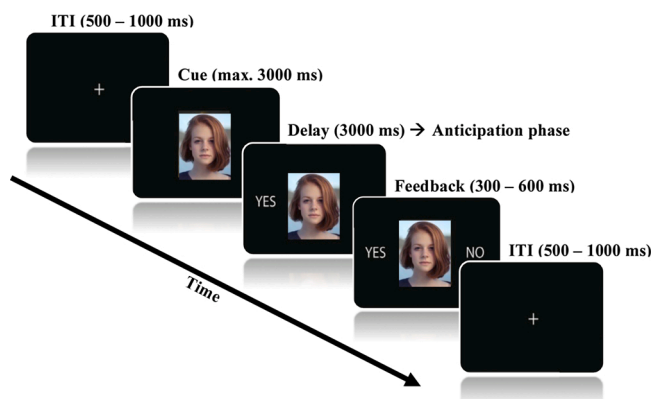 ITI (500 – 1000 ms)
Cue (max. 3000 ms)
Delay (3000 ms) → Anticipation phase
YES
Feedback (300 – 600 ms)
YES NO
ITI (500 – 1000 ms)
Time